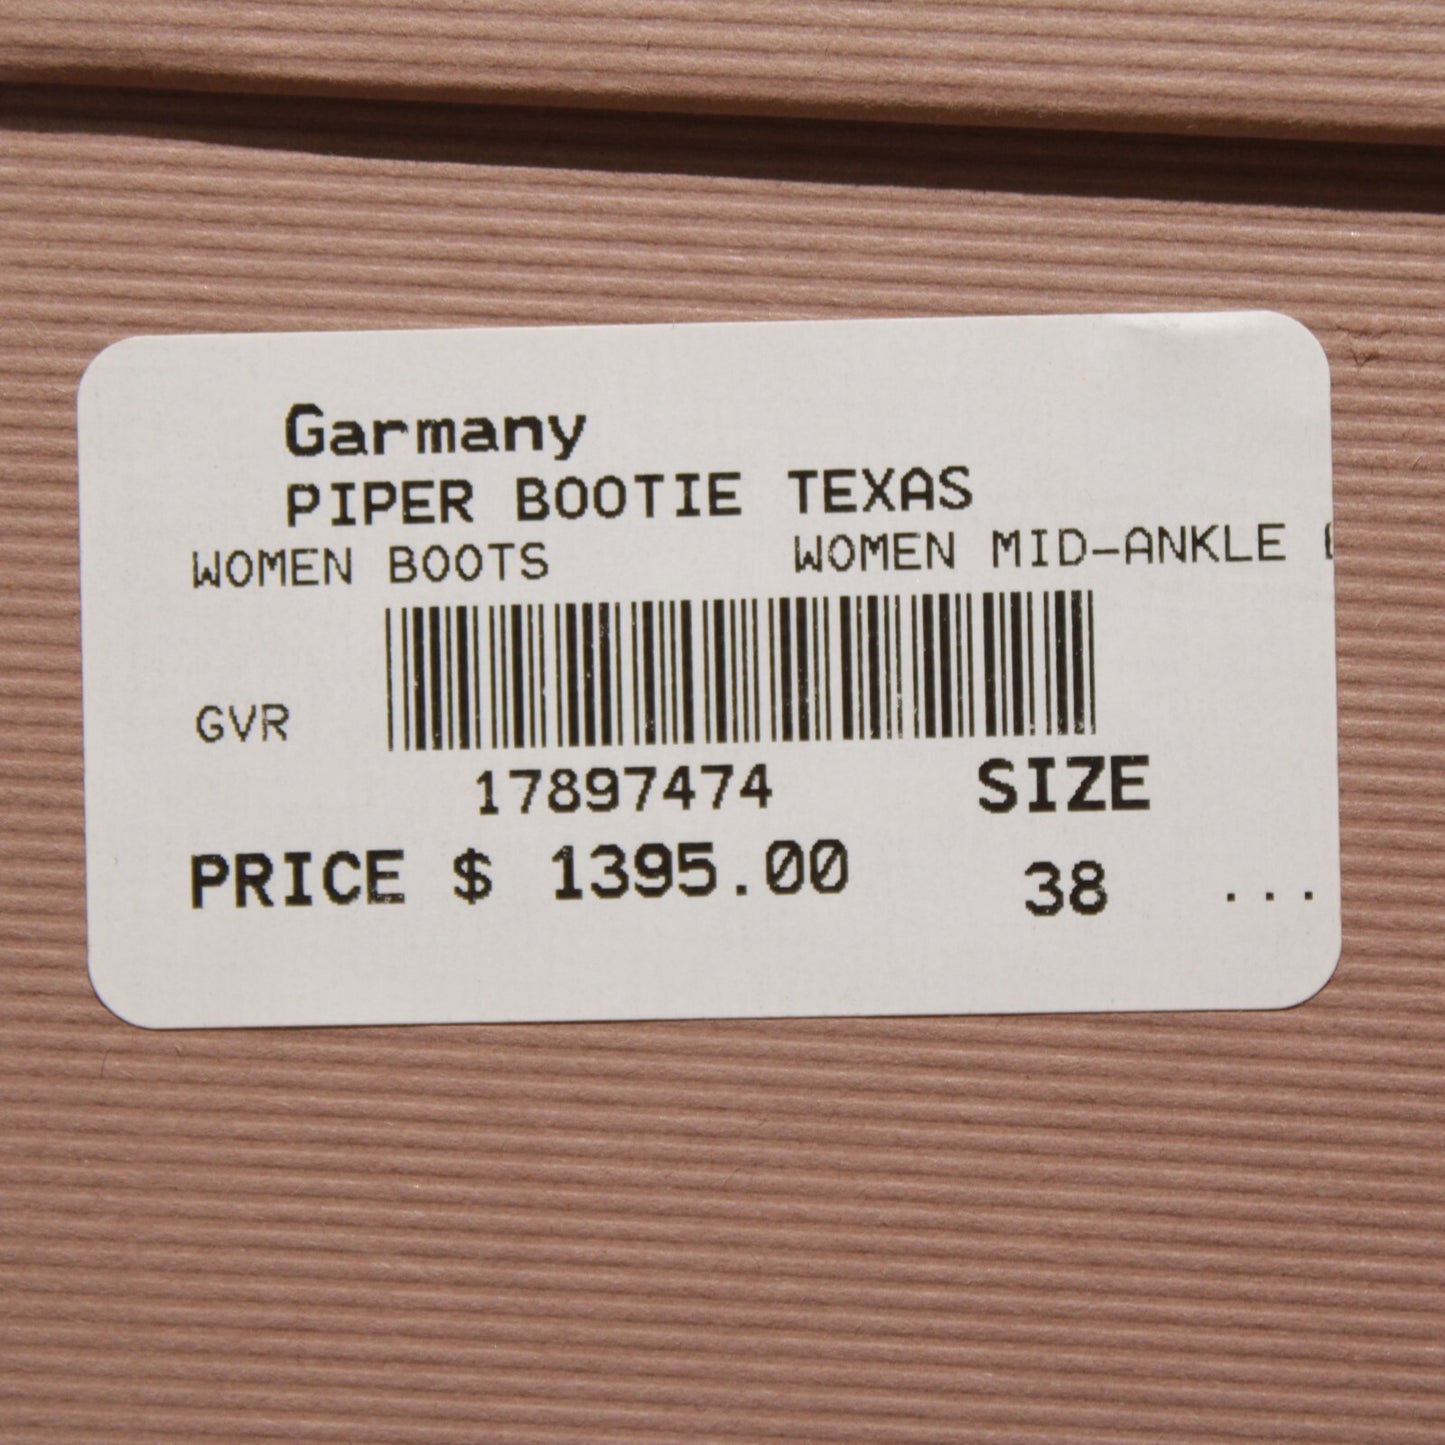 Garmany
PIPER BOOTIE TEXAS
WOMEN BOOTS WOMEN MID-ANKLE
GVR
17897474 SIZE
PRICE $ 1395.00 38 ...